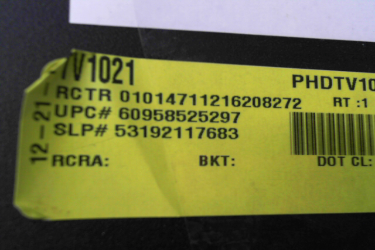 TV1021 PHDTV10
RCTR 01014711216208272 RT :1
UPC# 60958525297
SLP# 53192117683
RCRA: BKT: DOT CL:
12-21-